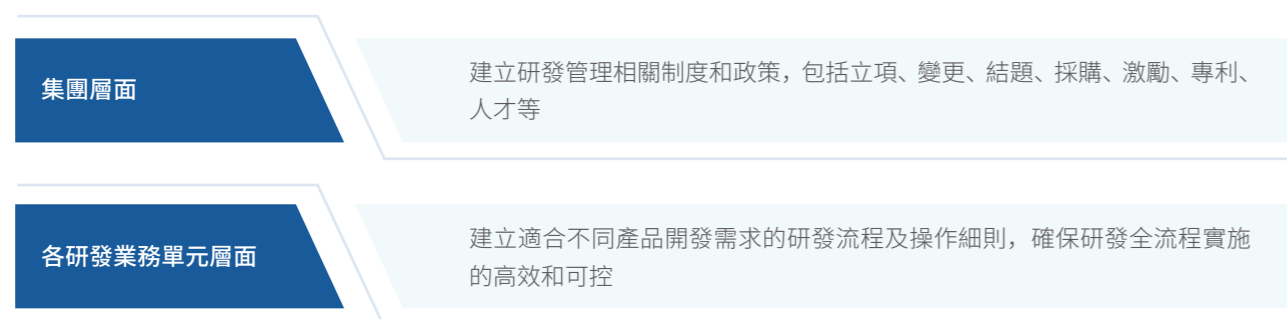 集團層面
建立研發管理相關制度和政策，包括立項、變更、結題、採購、激勵、專利、
人才等
各研發業務單元層面
建立適合不同產品開發需求的研發流程及操作細則，確保研發全流程實施
的高效和可控